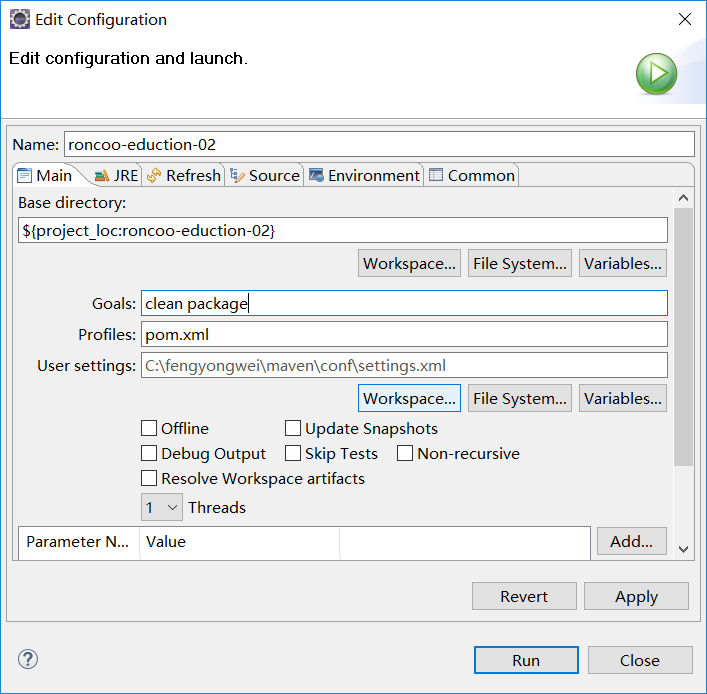 Edit Configuration
Edit configuration and launch.
Name: roncoo-eduction-02
Main JRE Refresh Source Environment Common
Base directory:
${project_loc:roncoo-eduction-02}
Workspace... File System... Variables...
Goals: clean package
Profiles: pom.xml
User settings: C:\fengyongwei\maven\conf\settings.xml
Workspace... File System... Variables...
Offline Update Snapshots
Debug Output Skip Tests Non-recursive
Resolve Workspace artifacts
1 Threads
Parameter N... Value Add...
Revert Apply
? Run Close